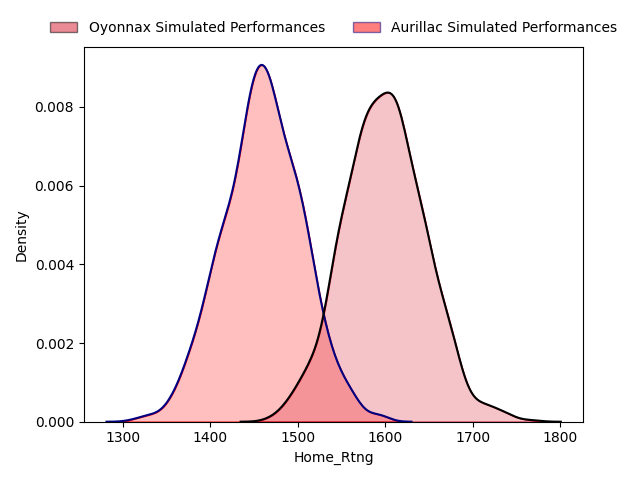 Oyonnax Simulated Performances
Aurillac Simulated Performances
0.008
0.006
0.004
0.002
0.000
Density
1300
1400
1500
1600
1700
1800
Home_Rtng